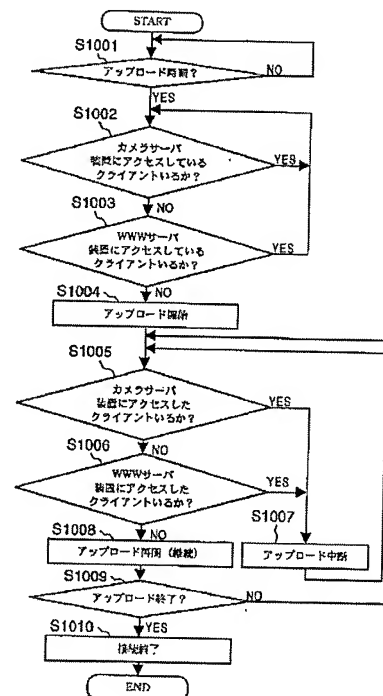 START
S1001
アップロード時期?
NO
YES
S1002
カメラサーバ
装置にアクセスしている
クライアントいるか?
YES
S1003
NO
WWWサーバ
装置にアクセスしている
クライアントいるか?
YES
S1004
NO
アップロード開始
S1005
カメラサーバ
装置にアクセスした
クライアントいるか?
YES
S1006
NO
WWWサーバ
装置にアクセスした
クライアントいるか?
YES
S1007
S1008
NO
アップロード再開(継続)
アップロード中断
S1009
アップロード終了?
NO
S1010
YES
接続終了
END